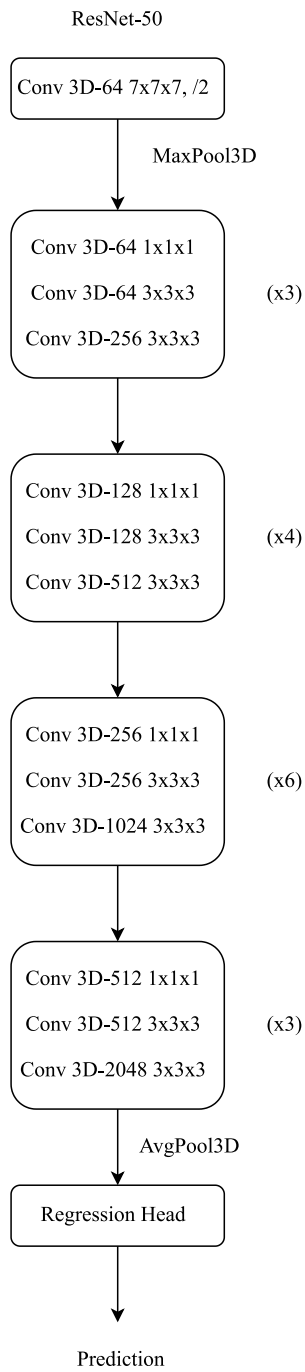 ResNet-50
Conv 3D-64 7x7x7, /2
MaxPool3D
Conv 3D-64 1x1x1
Conv 3D-64 3x3x3
(x3)
Conv 3D-256 3x3x3
Conv 3D-128 1x1x1
Conv 3D-128 3x3x3
(x4)
Conv 3D-512 3x3x3
Conv 3D-256 1x1x1
Conv 3D-256 3x3x3
(x6)
Conv 3D-1024 3x3x3
Conv 3D-512 1x1x1
Conv 3D-512 3x3x3
(x3)
Conv 3D-2048 3x3x3
AvgPool3D
Regression Head
Prediction